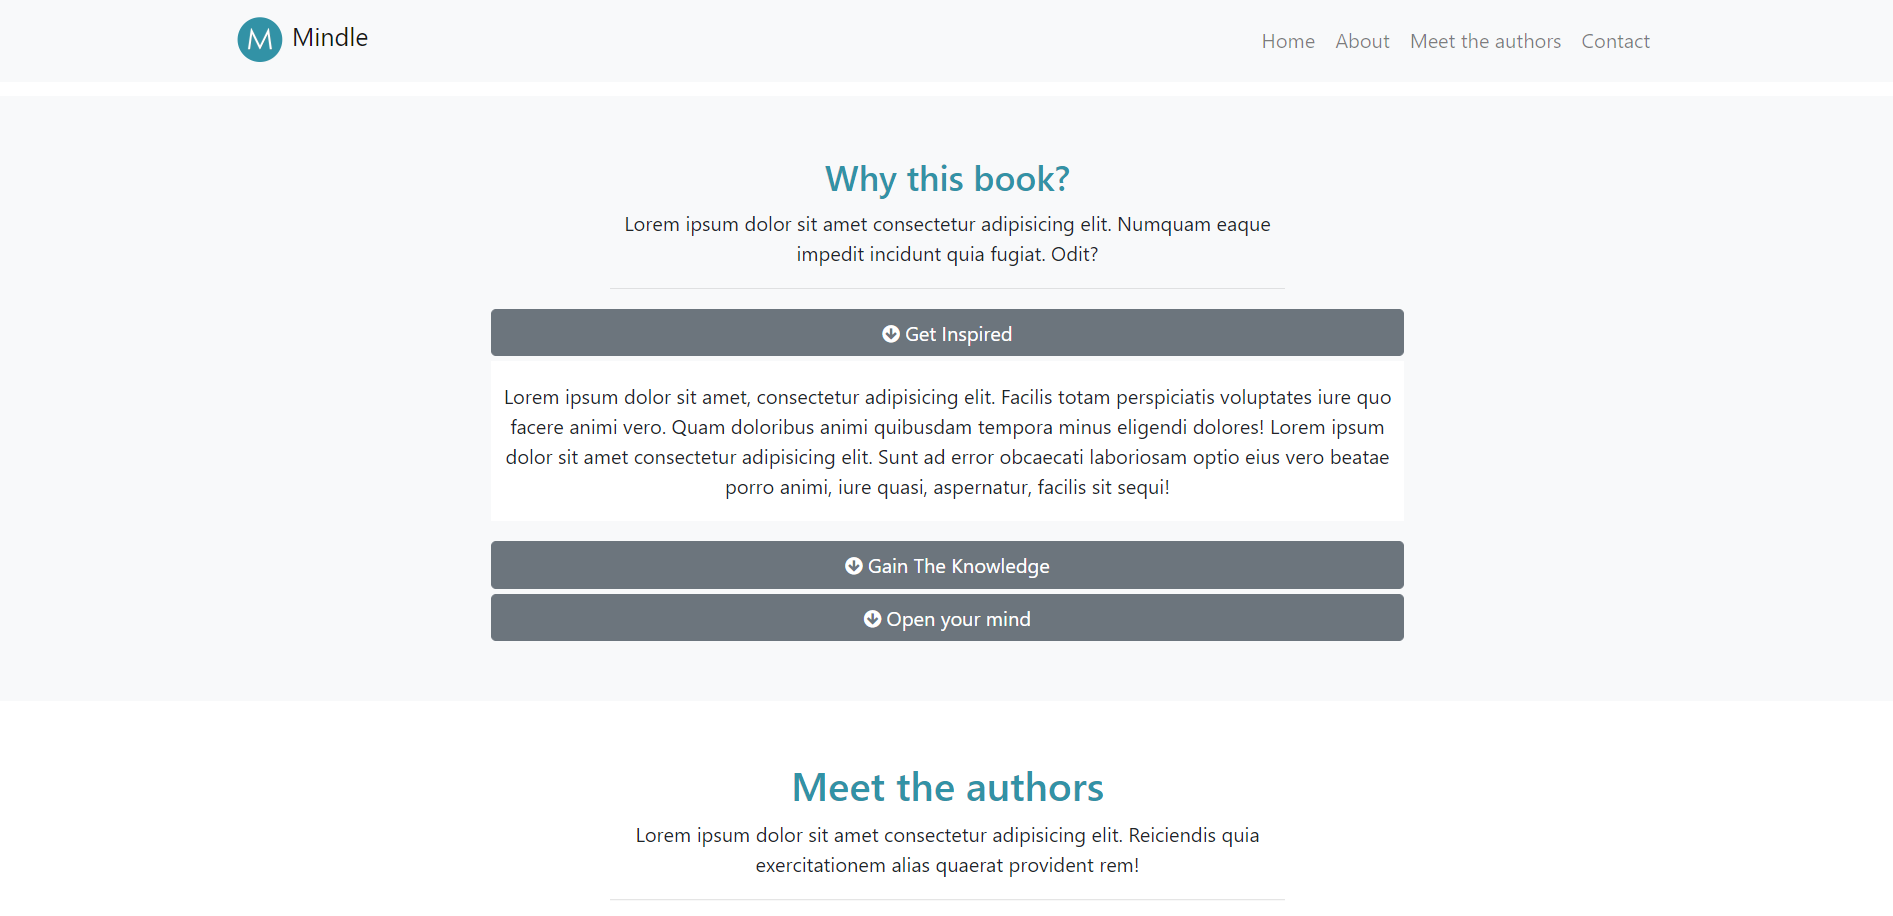 M Mindle
Home About Meet the authors Contact
Why this book?
Lorem ipsum dolor sit amet consectetur adipisicing elit. Numquam eaque
impedit incidunt quia fugiat. Odit?
Get Inspired
Lorem ipsum dolor sit amet, consectetur adipisicing elit. Facilis totam perspiciatis voluptates iure quo
facere animi vero. Quam doloribus animi quibusdam tempora minus eligendi dolores! Lorem ipsum
dolor sit amet consectetur adipisicing elit. Sunt ad error obcaecati laboriosam optio eius vero beatae
porro animi, iure quasi, aspernatur, facilis sit sequi!
Gain The Knowledge
Open your mind
Meet the authors
Lorem ipsum dolor sit amet consectetur adipisicing elit. Reiciendis quia
exercitationem alias quaerat provident rem!